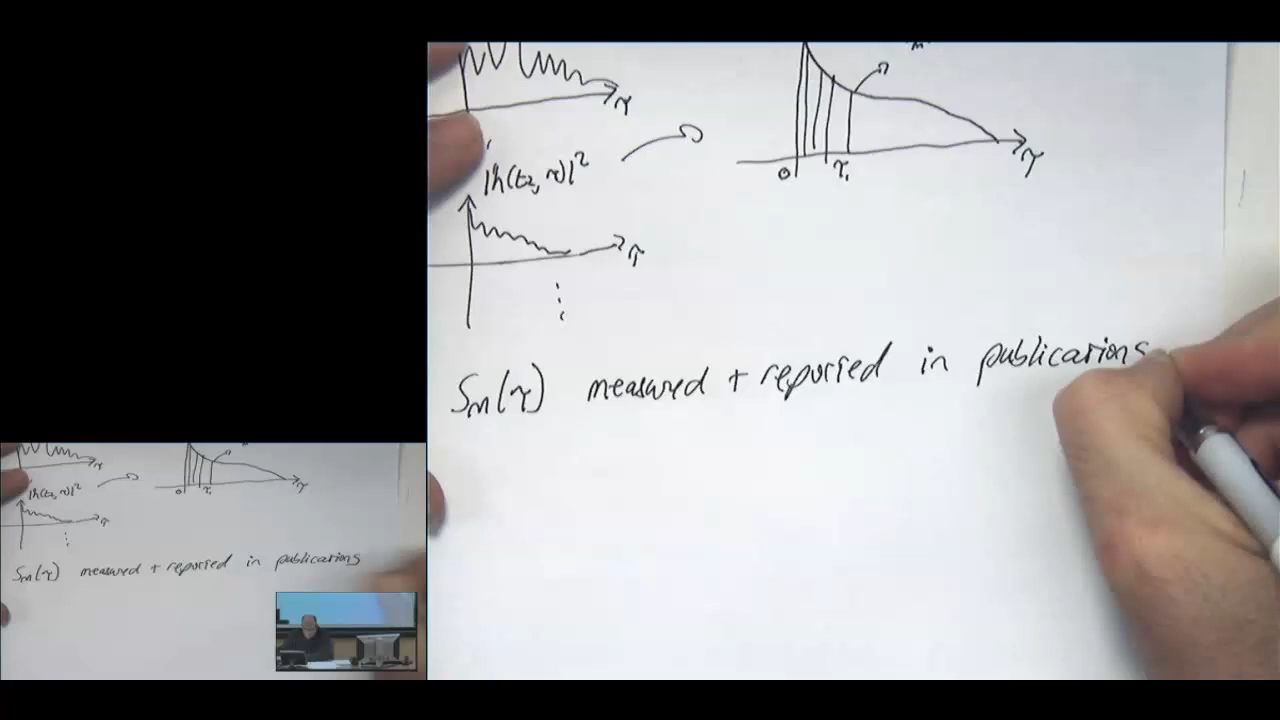 τ
|h(t₂, τ)|²
0 τ₁ τ
τ
Sₘ(τ) measured + reported in publications